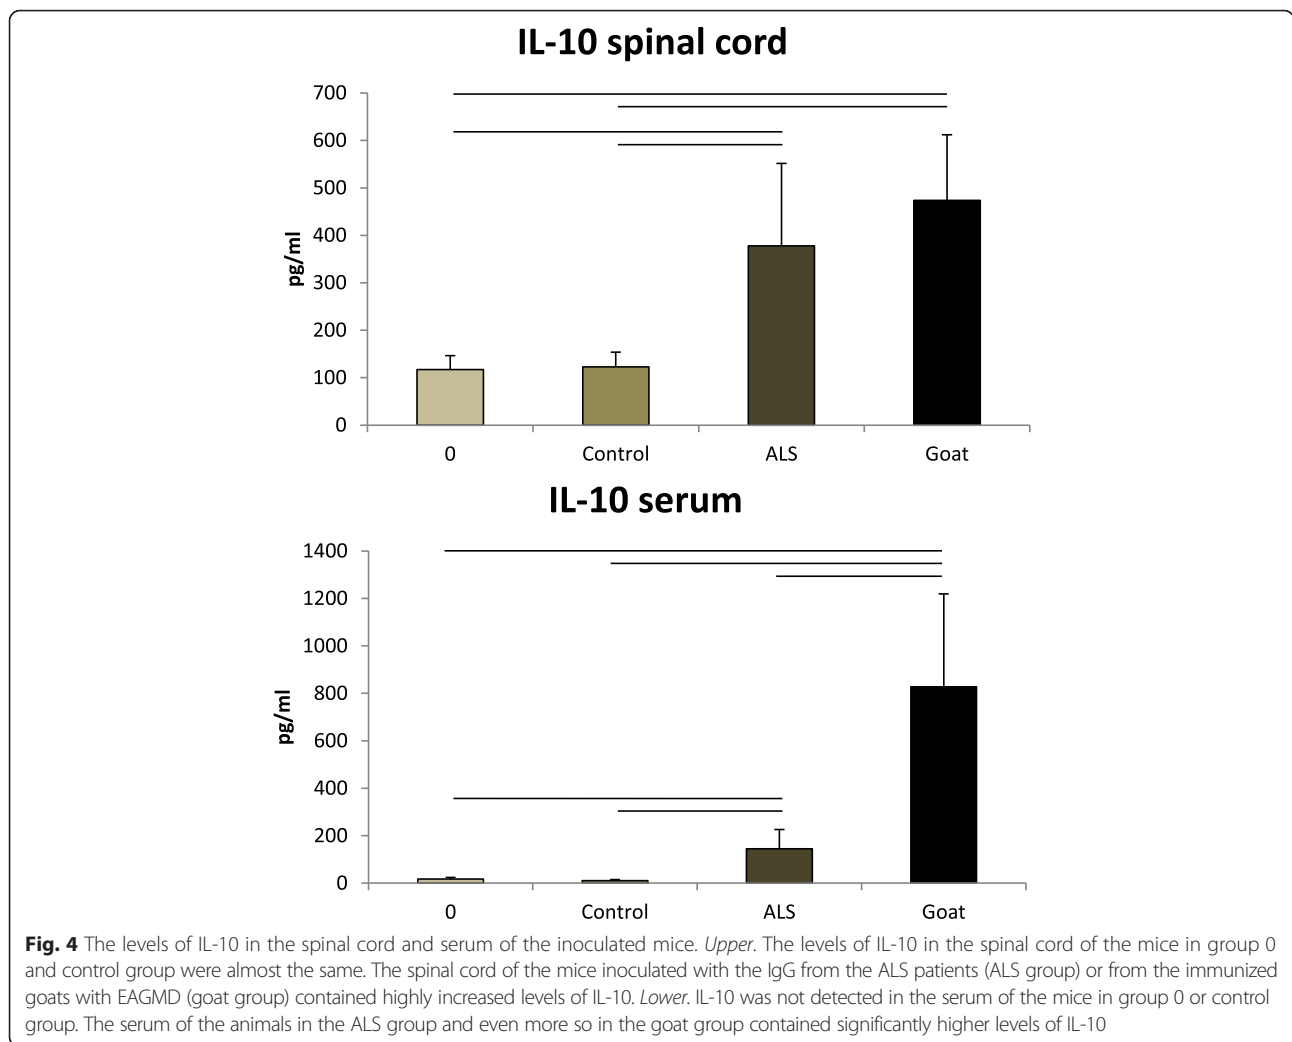 IL-10 spinal cord
700
600
500
400
300
200
100
0
pg/ml
0 Control ALS Goat
IL-10 serum
1400
1200
1000
800
600
400
200
0
pg/ml
0 Control ALS Goat
Fig. 4 The levels of IL-10 in the spinal cord and serum of the inoculated mice. Upper. The levels of IL-10 in the spinal cord of the mice in group 0
and control group were almost the same. The spinal cord of the mice inoculated with the IgG from the ALS patients (ALS group) or from the immunized
goats with EAGMD (goat group) contained highly increased levels of IL-10. Lower. IL-10 was not detected in the serum of the mice in group 0 or control
group. The serum of the animals in the ALS group and even more so in the goat group contained significantly higher levels of IL-10